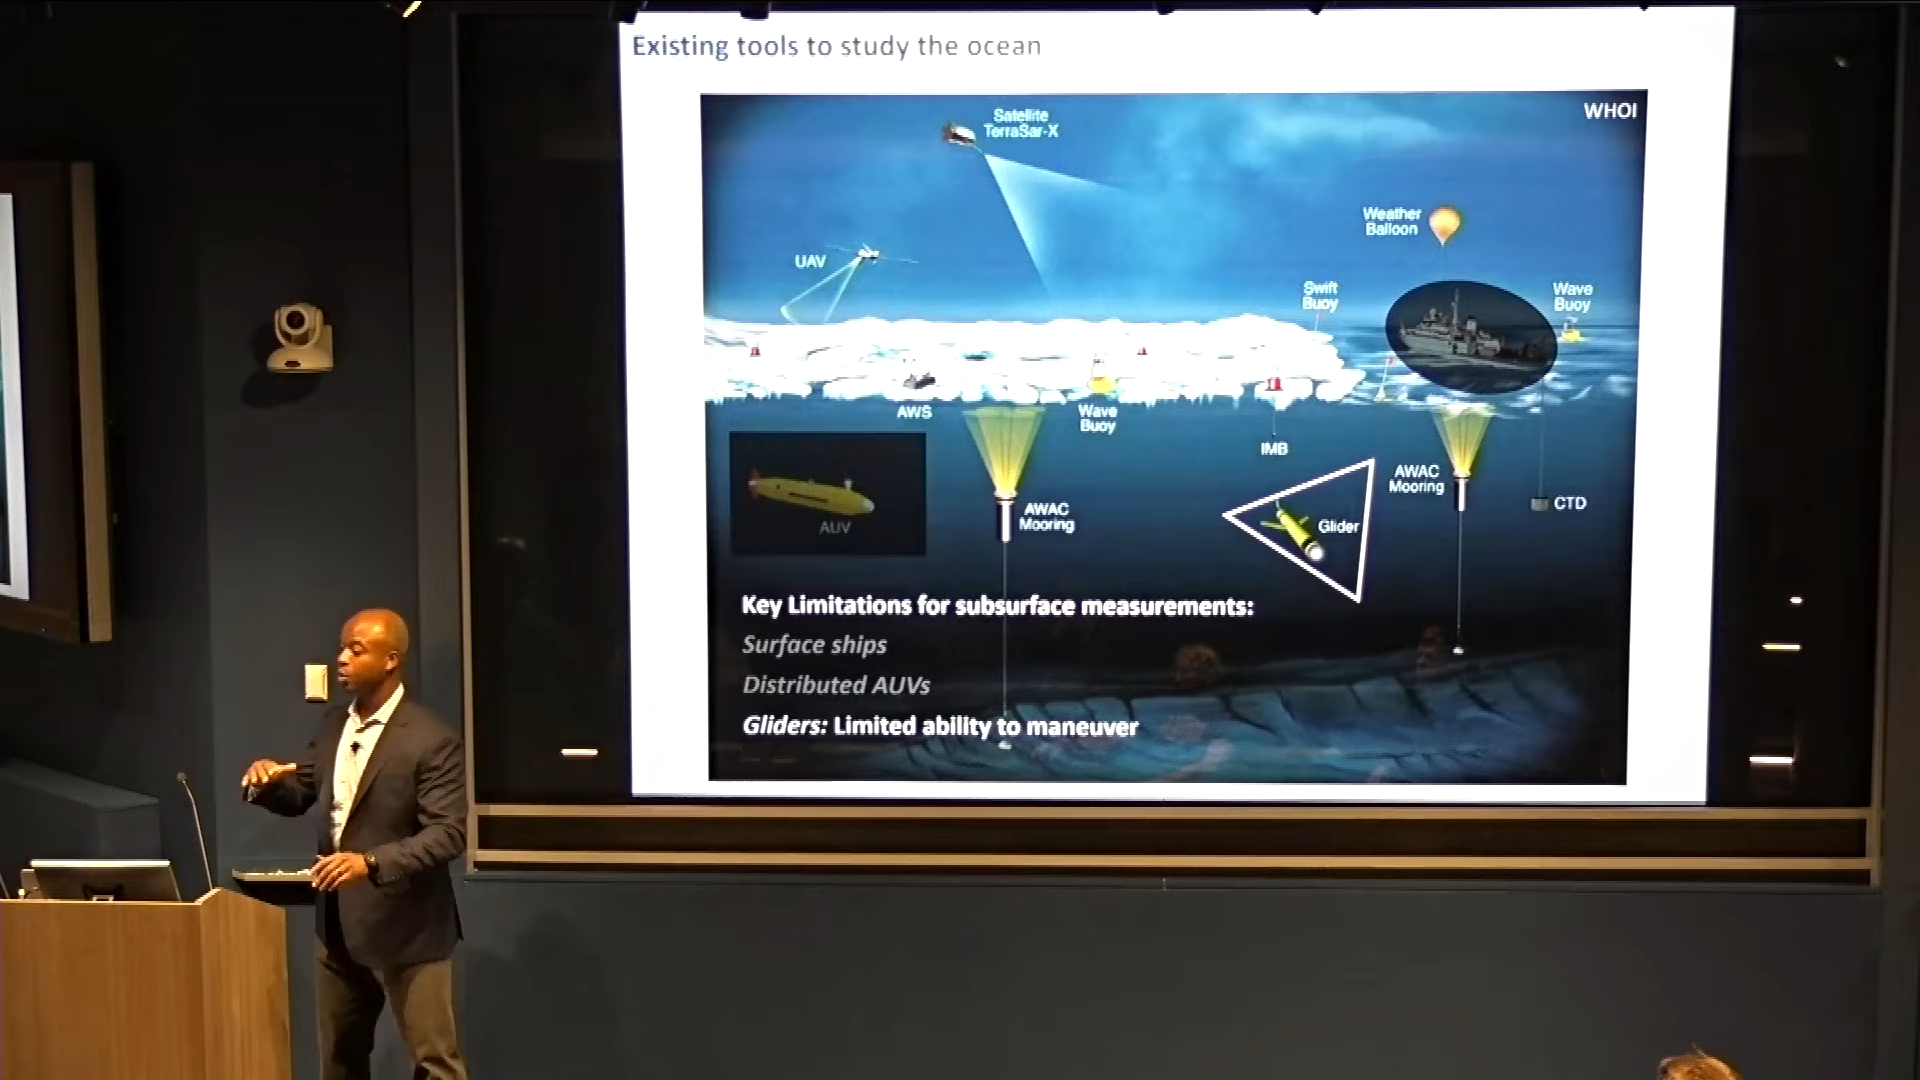 Existing tools to study the ocean
WHOI
Satellite
TerraSar-X
Weather
Balloon
UAV
Swift
Buoy
Wave
Buoy
AWS
Wave
Buoy
IMB
AWAC
Mooring
CTD
AUV
AWAC
Mooring
Glider
Key Limitations for subsurface measurements:
Surface ships
Distributed AUVs
Gliders: Limited ability to maneuver